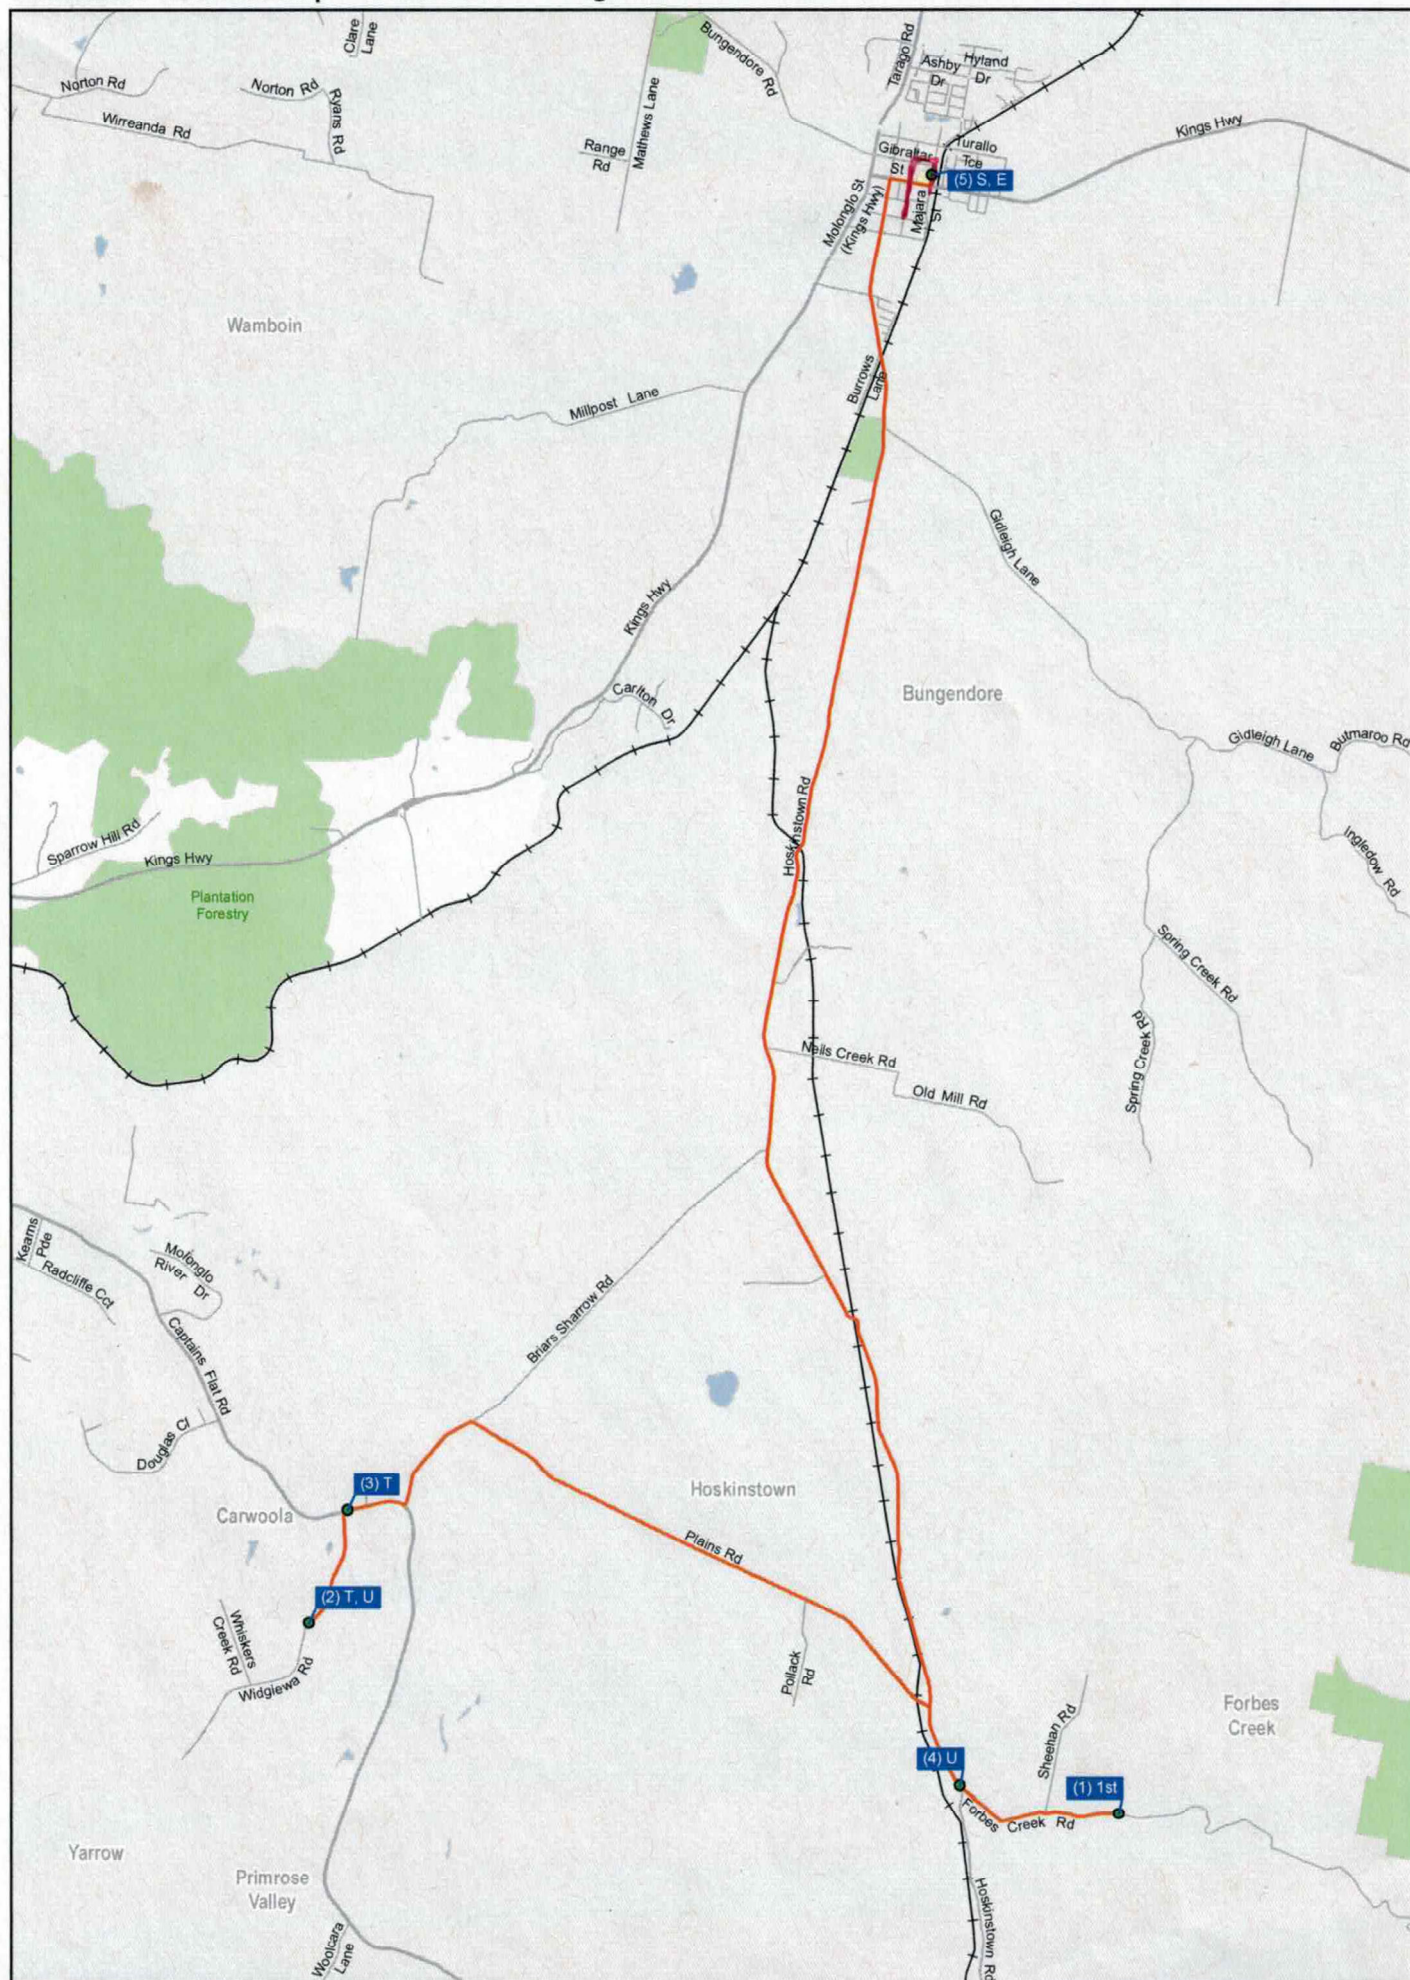 Clare
Lane
Norton Rd
Norton Rd
Ryans Rd
Wirreanda Rd
Range
Rd
Mathews Lane
Bungendore Rd
Tarago Rd
Ashby
Dr
Hyland
Dr
Kings Hwy
Gibraltar
St
Turallo
Tce
(5) S, E
Majara
St
Molonglo St
(Kings Hwy)
Wamboin
Burrows
Lane
Millpost Lane
Gidleigh Lane
Kings Hwy
Carlton Dr
Bungendore
Gidleigh Lane
Butmaroo Rd
Hoskinstown Rd
Sparrow Hill Rd
Kings Hwy
Ingledow Rd
Plantation
Forestry
Spring Creek Rd
Spring Creek Rd
Neils Creek Rd
Old Mill Rd
Kearns
Pde
Radcliffe Cct
Molonglo
River Dr
Briars Sharrow Rd
Captains Flat Rd
Douglas Cl
(3) T
Hoskinstown
Carwoola
Plains Rd
(2) T, U
Whiskers
Creek Rd
Widgiewa Rd
Pollack
Rd
Sheehan Rd
Forbes
Creek
(4) U
(1) 1st
Forbes Creek Rd
Yarrow
Primrose
Valley
Hoskinstown Rd
Woolcara
Lane